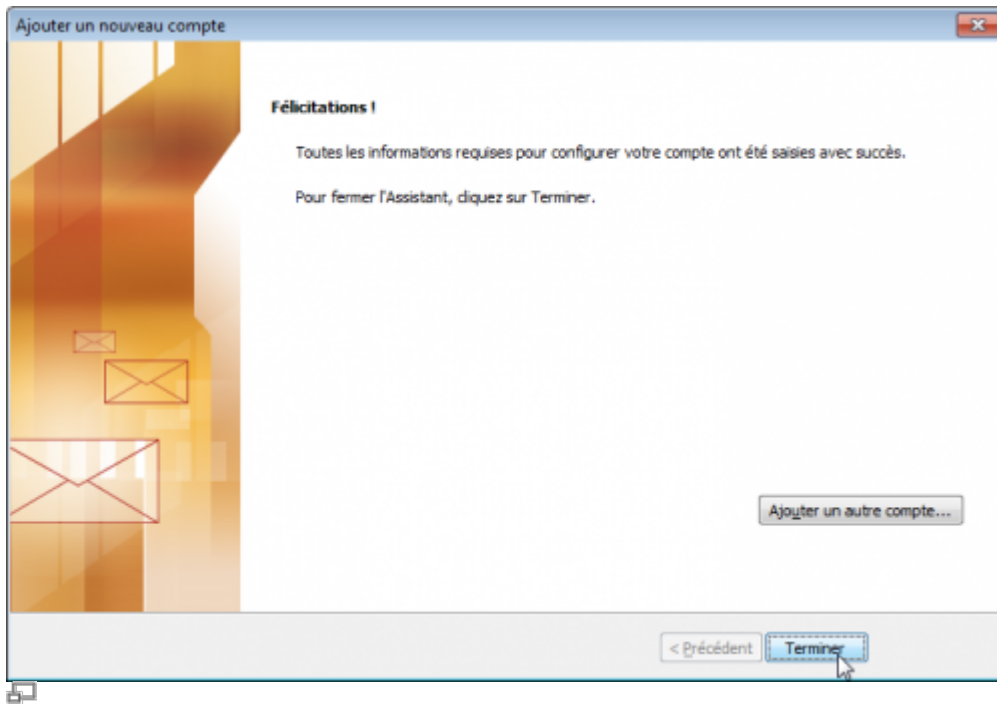 Ajouter un nouveau compte
Félicitations !
Toutes les informations requises pour configurer votre compte ont été saisies avec succès.
Pour fermer l'Assistant, cliquez sur Terminer.
Ajouter un autre compte...
< Précédent
Terminer